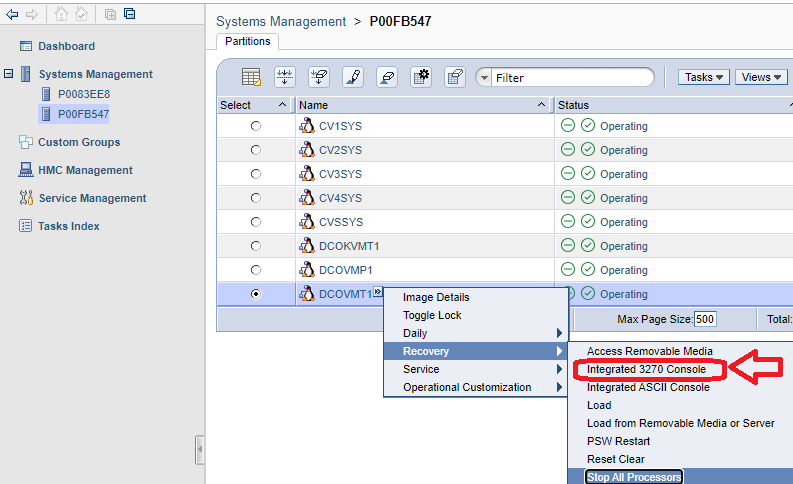 Systems Management > P00FB547
Partitions
Dashboard
Systems Management
P0083EE8
P00FB547
Custom Groups
HMC Management
Service Management
Tasks Index
Filter
Tasks
Views
Select
Name
Status
CV1SYS
Operating
CV2SYS
Operating
CV3SYS
Operating
CV4SYS
Operating
CVSSYS
Operating
DCOKVMT1
Operating
DCOVMP1
Operating
DCOVMT1
Operating
Max Page Size: 500
Total:
Image Details
Toggle Lock
Daily
Recovery
Service
Operational Customization
Access Removable Media
Integrated 3270 Console
Integrated ASCII Console
Load
Load from Removable Media or Server
PSW Restart
Reset Clear
Stop All Processors